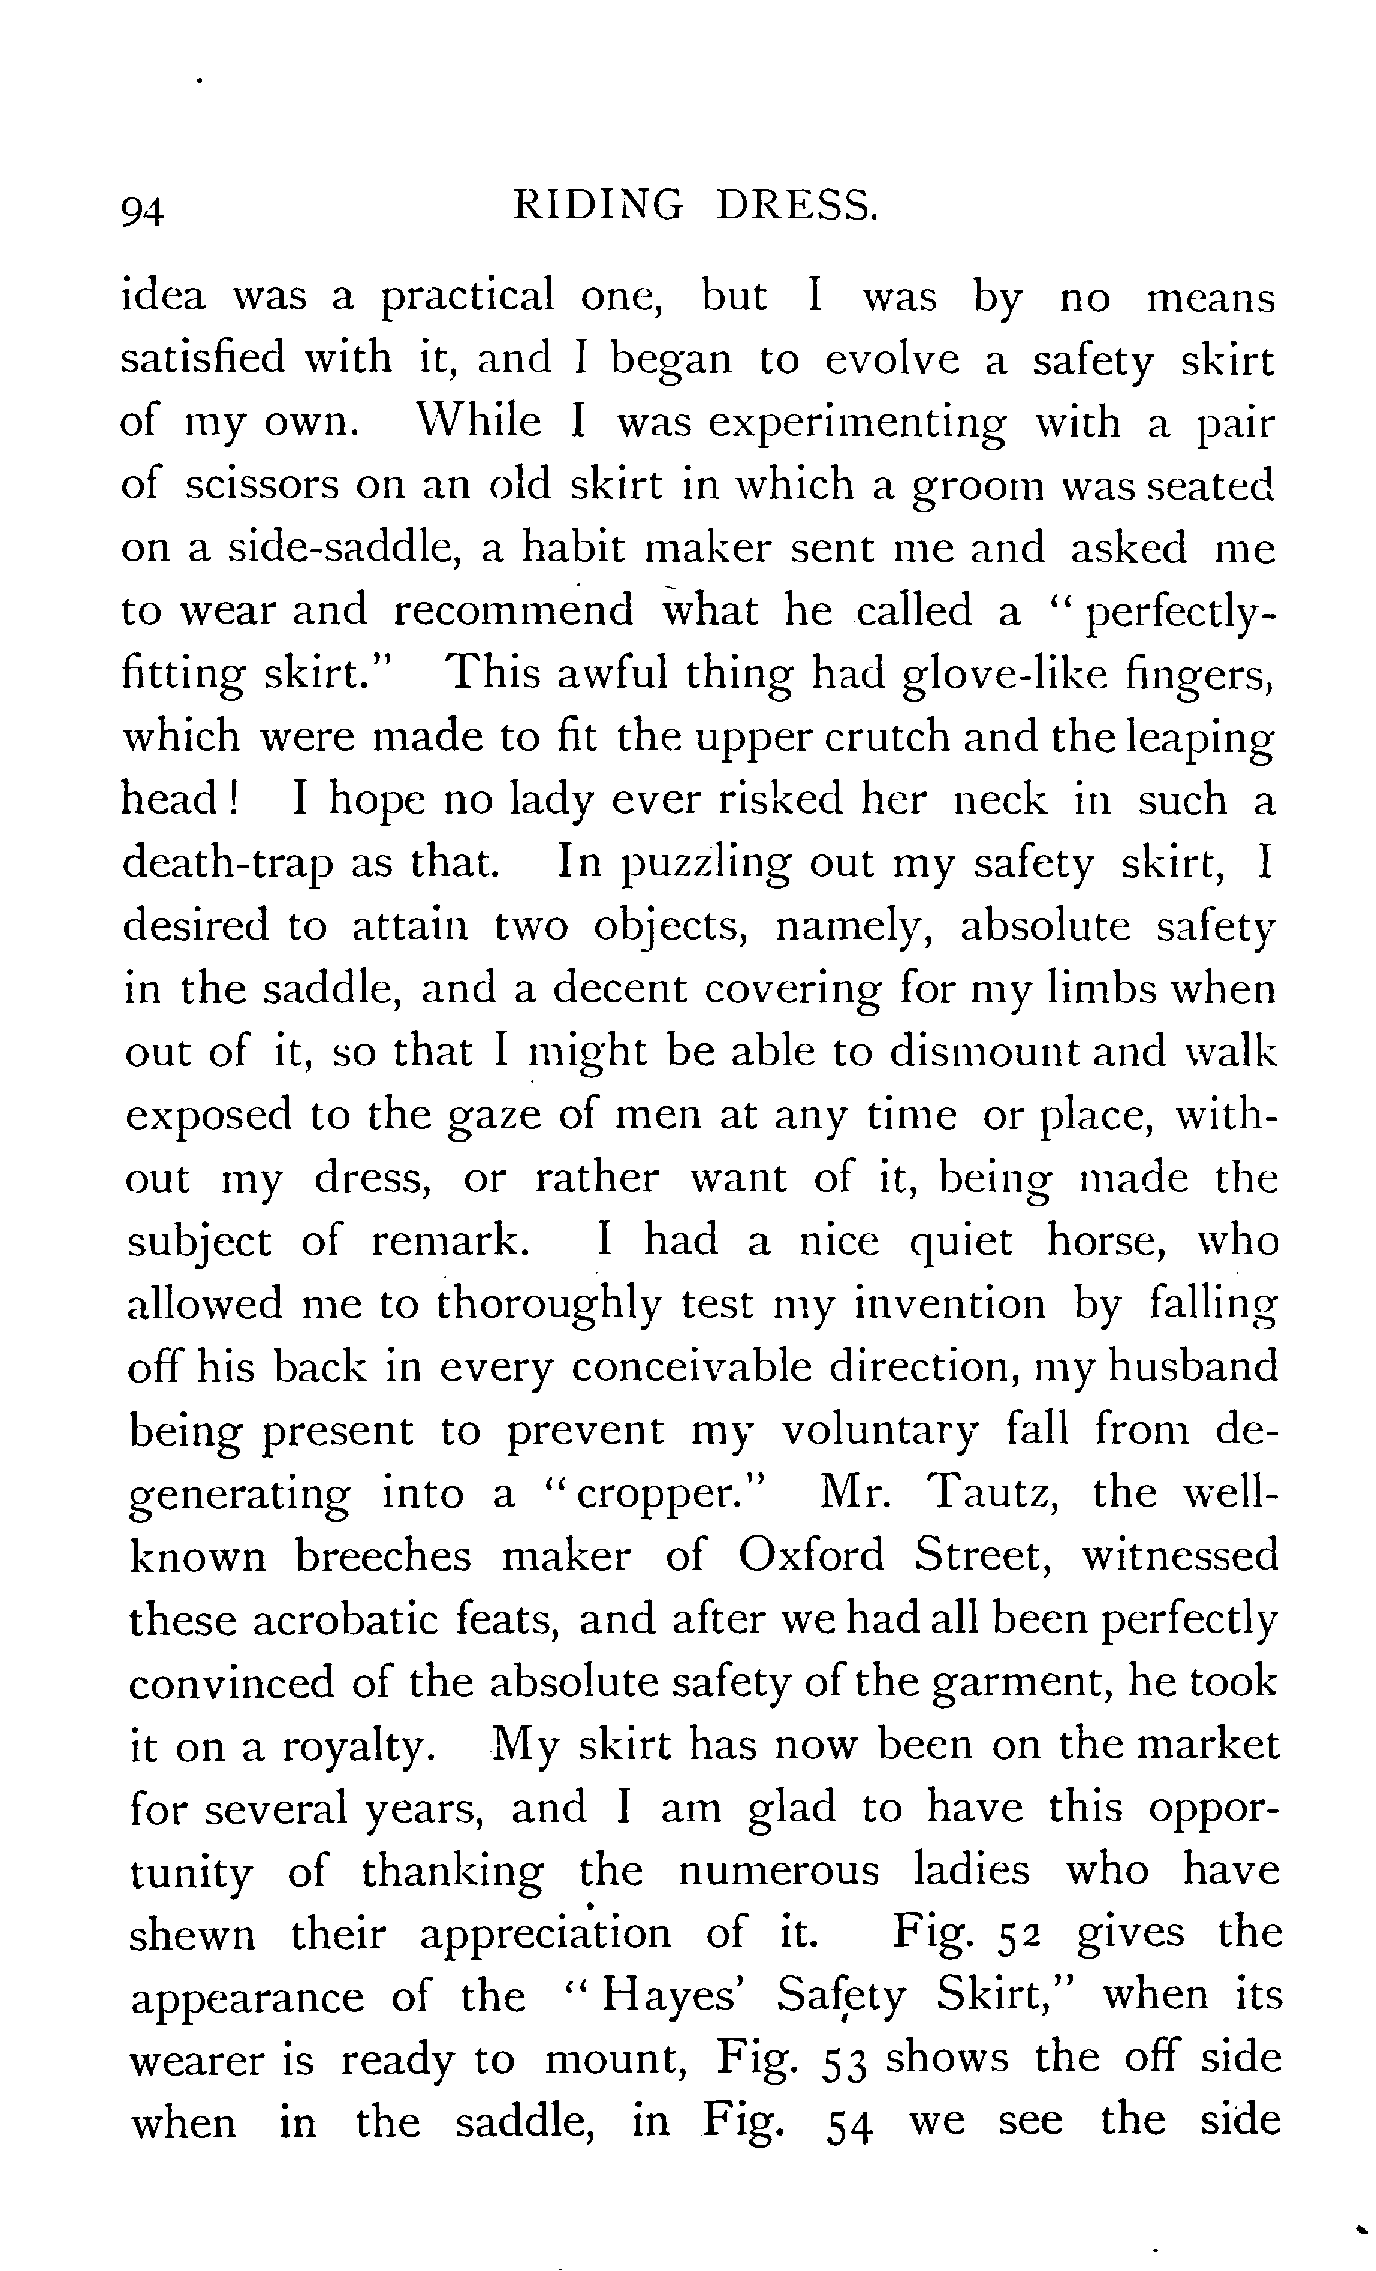 94 RIDING DRESS.
idea was a practical one, but I was by no means
satisfied with it, and I began to evolve a safety skirt
of my own. While I was experimenting with a pair
of scissors on an old skirt in which a groom was seated
on a side-saddle, a habit maker sent me and asked me
to wear and recommend what he called a " perfectly-
fitting skirt." This awful thing had glove-like fingers,
which were made to fit the upper crutch and the leaping
head ! I hope no lady ever risked her neck in such a
death-trap as that. In puzzling out my safety skirt, I
desired to attain two objects, namely, absolute safety
in the saddle, and a decent covering for my limbs when
out of it, so that I might be able to dismount and walk
exposed to the gaze of men at any time or place, with-
out my dress, or rather want of it, being made the
subject of remark. I had a nice quiet horse, who
allowed me to thoroughly test my invention by falling
off his back in every conceivable direction, my husband
being present to prevent my voluntary fall from de-
generating into a " cropper." Mr. Tautz, the well-
known breeches maker of Oxford Street, witnessed
these acrobatic feats, and after we had all been perfectly
convinced of the absolute safety of the garment, he took
it on a royalty. My skirt has now been on the market
for several years, and I am glad to have this oppor-
tunity of thanking the numerous ladies who have
shewn their appreciation of it. Fig. 52 gives the
appearance of the " Hayes' Safety Skirt," when its
wearer is ready to mount, Fig. 53 shows the off side
when in the saddle, in Fig. 54 we see the side